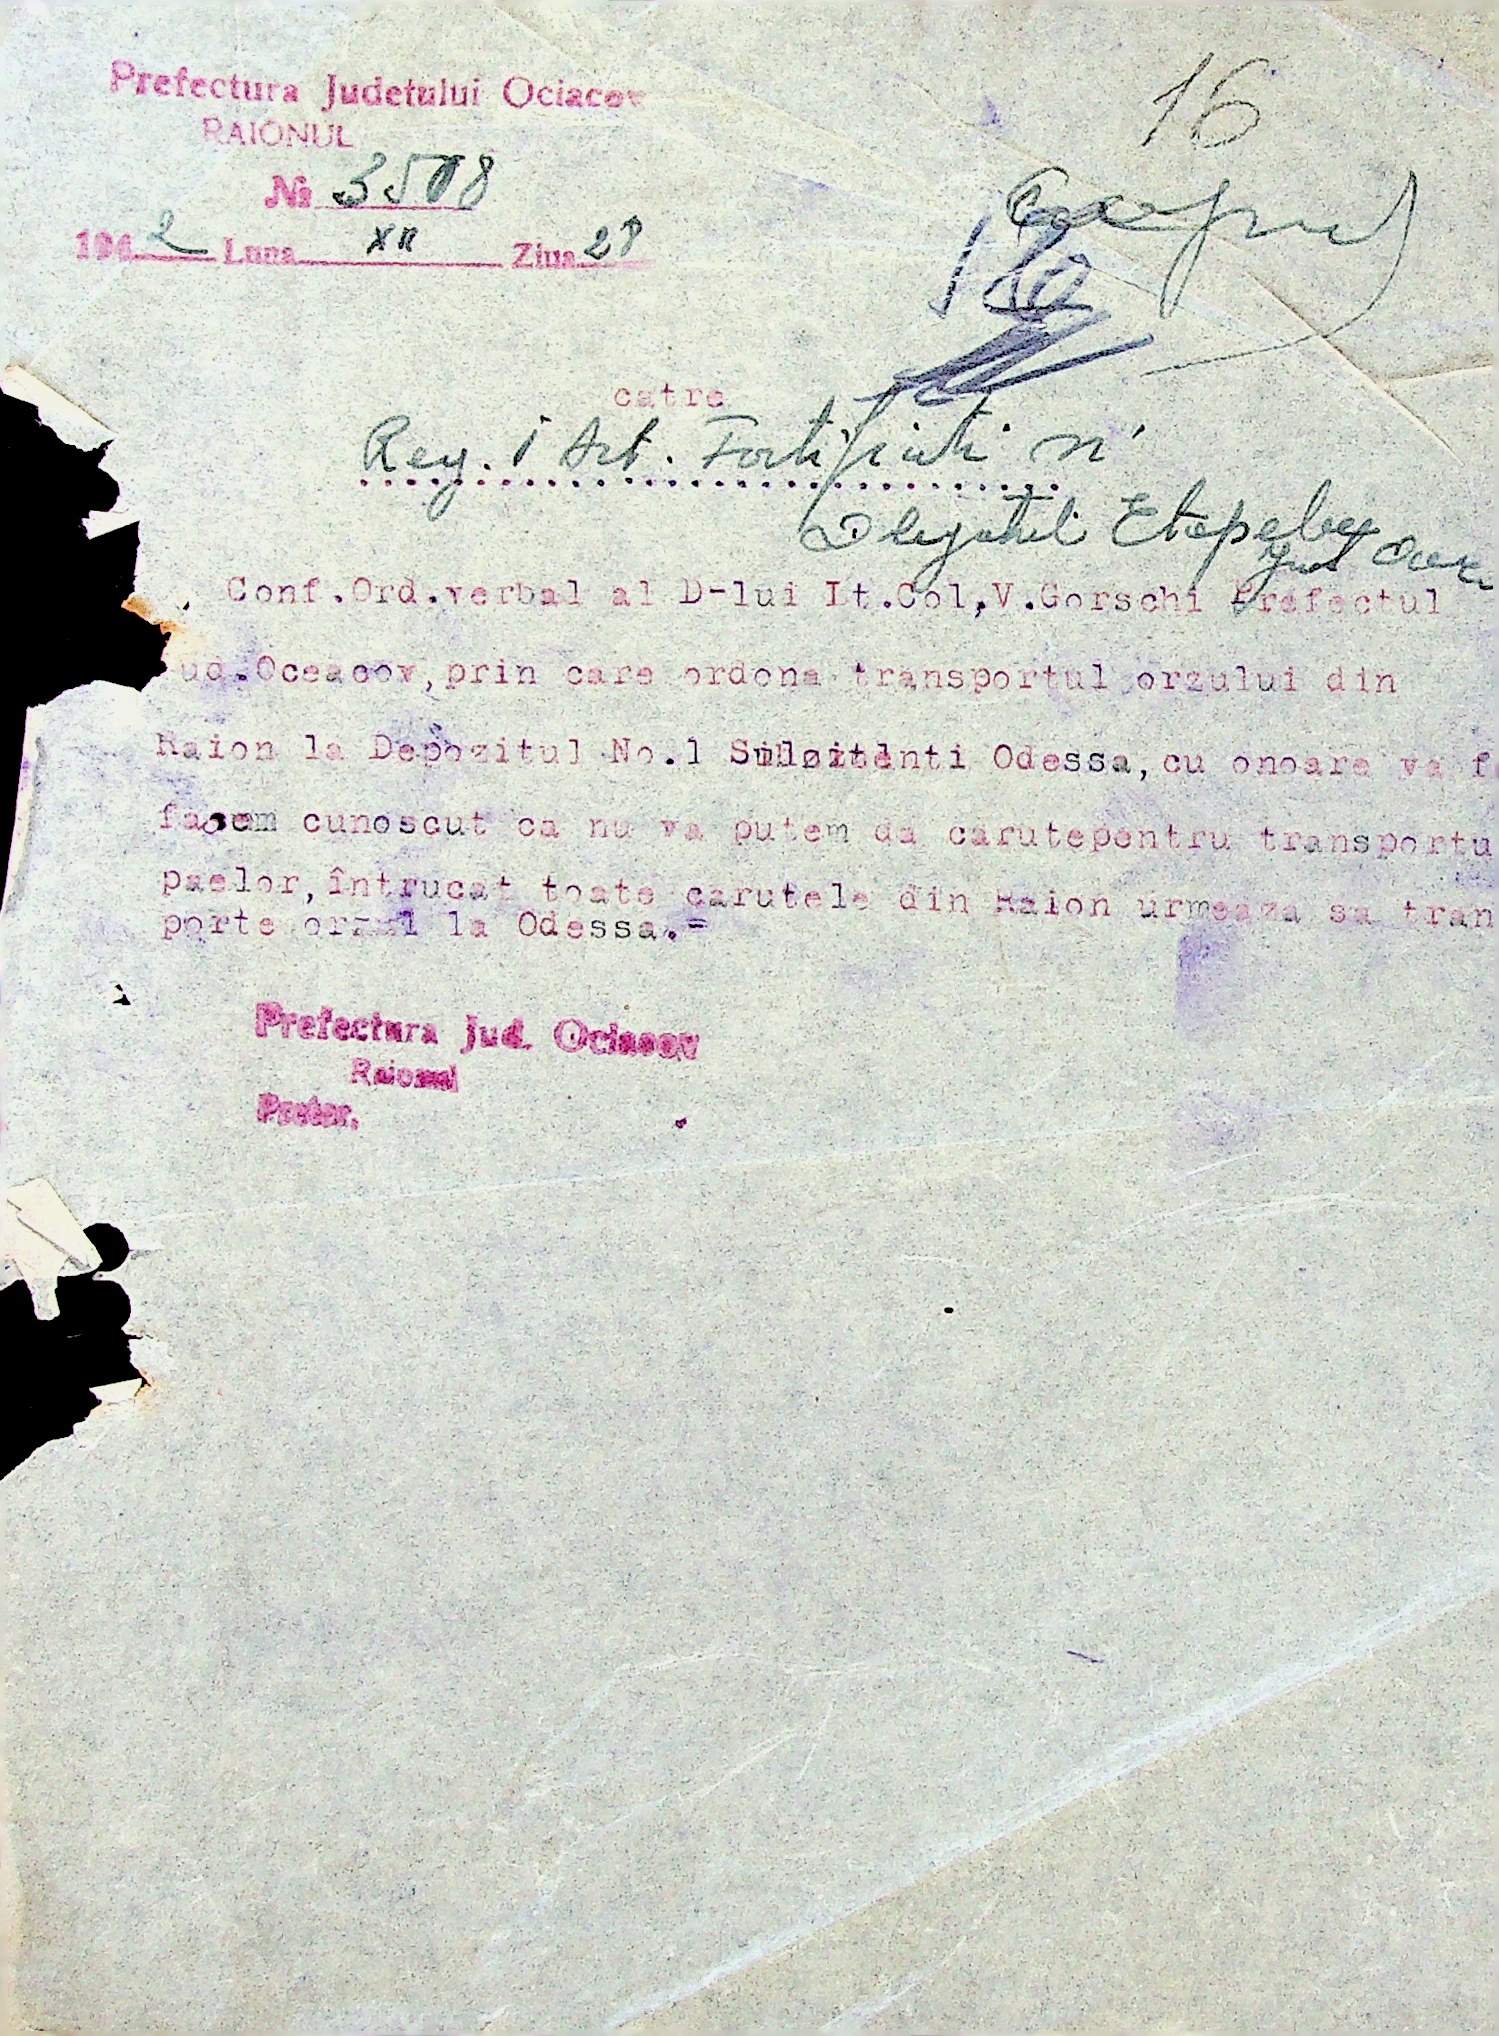 Prefectura Judetului Ociacov
16
RAIONUL
№ 3508
1942 Luna XII Ziua 28
catre
Reg. 1 Art. Fortificatii si
Delegatul Etapelor
Conf.Ord.verbal al D-lui Lt.Col,V.Gorschi Prefectul
ud.Oceacov,prin care ordona transportul orzului din
Raion la Depozitul No.1 Odessa,cu onoare va f
facem cunoscut ca nu va putem da carutepentru transportu
paelor,întrucat toate carutele din Raion urmeaza sa tran
porte orzul la Odessa.=
Prefectura jud. Ociacov
Raionul
Pretor.